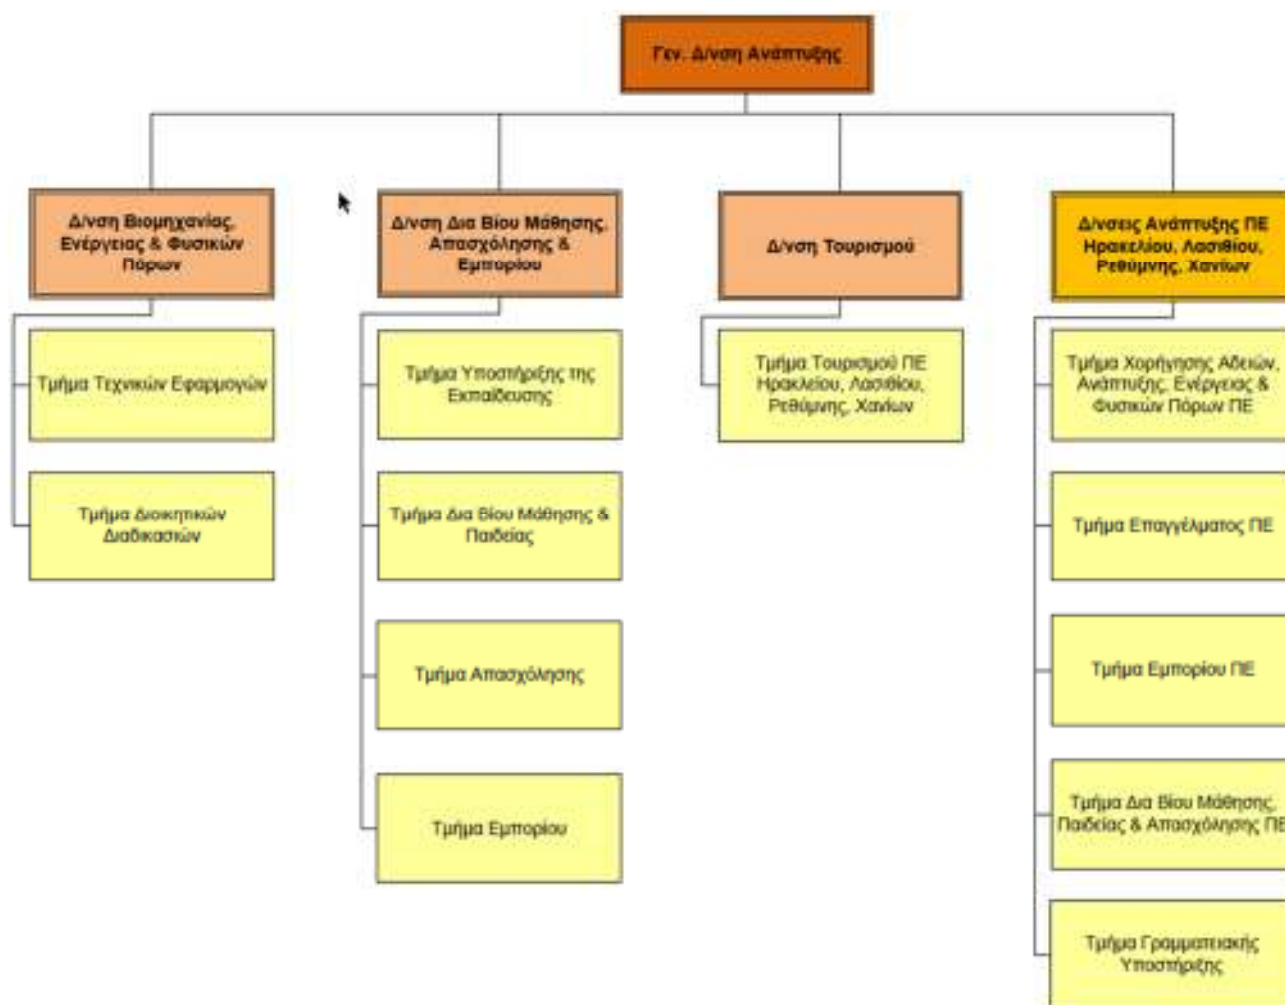 Γεν. Δ/νση Ανάπτυξης
Δ/νση Βιομηχανίας,
Ενέργειας & Φυσικών
Πόρων
Δ/νση Δια Βίου Μάθησης,
Απασχόλησης &
Εμπορίου
Δ/νση Τουρισμού
Δ/νσεις Ανάπτυξης ΠΕ
Ηρακελίου, Λασιθίου,
Ρεθύμνης, Χανίων
Τμήμα Τεχνικών Εφαρμογών
Τμήμα Διοικητικών
Διαδικασιών
Τμήμα Υποστήριξης της
Εκπαίδευσης
Τμήμα Δια Βίου Μάθησης &
Παιδείας
Τμήμα Απασχόλησης
Τμήμα Εμπορίου
Τμήμα Τουρισμού ΠΕ
Ηρακλείου, Λασιθίου,
Ρεθύμνης, Χανίων
Τμήμα Χορήγησης Αδειών,
Ανάπτυξης, Ενέργειας &
Φυσικών Πόρων ΠΕ
Τμήμα Επαγγέλματος ΠΕ
Τμήμα Εμπορίου ΠΕ
Τμήμα Δια Βίου Μάθησης,
Παιδείας & Απασχόλησης ΠΕ
Τμήμα Γραμματειακής
Υποστήριξης